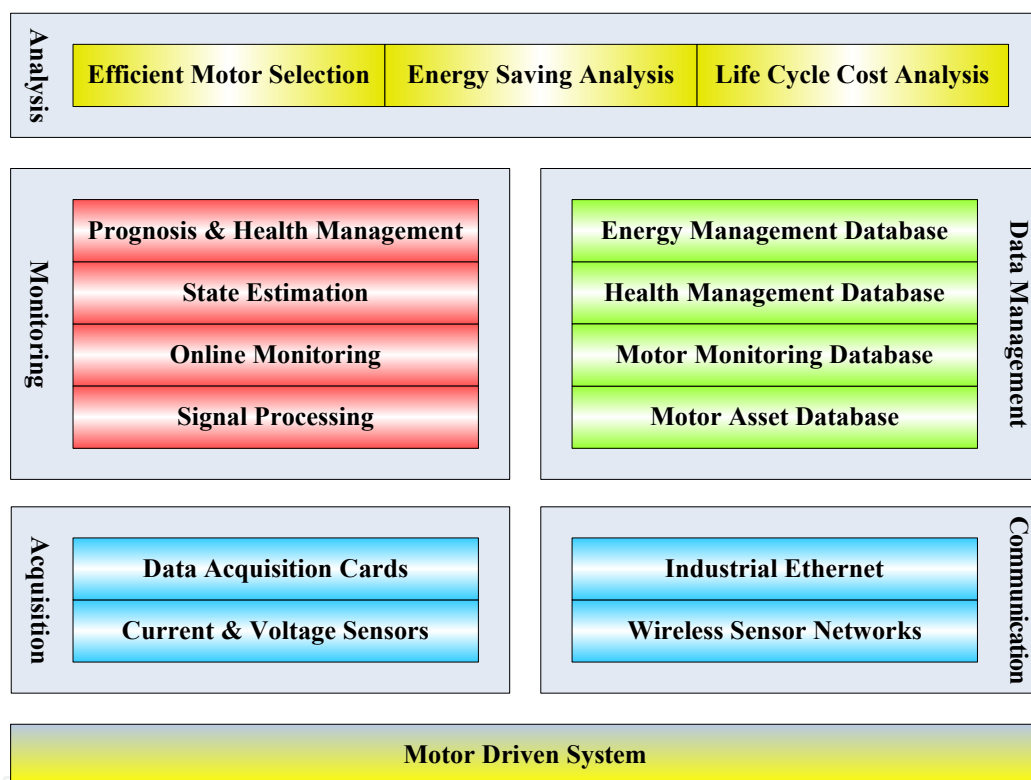 Analysis
Efficient Motor Selection
Energy Saving Analysis
Life Cycle Cost Analysis
Monitoring
Prognosis & Health Management
State Estimation
Online Monitoring
Signal Processing
Energy Management Database
Health Management Database
Motor Monitoring Database
Motor Asset Database
Data Management
Acquisition
Data Acquisition Cards
Current & Voltage Sensors
Industrial Ethernet
Wireless Sensor Networks
Communication
Motor Driven System